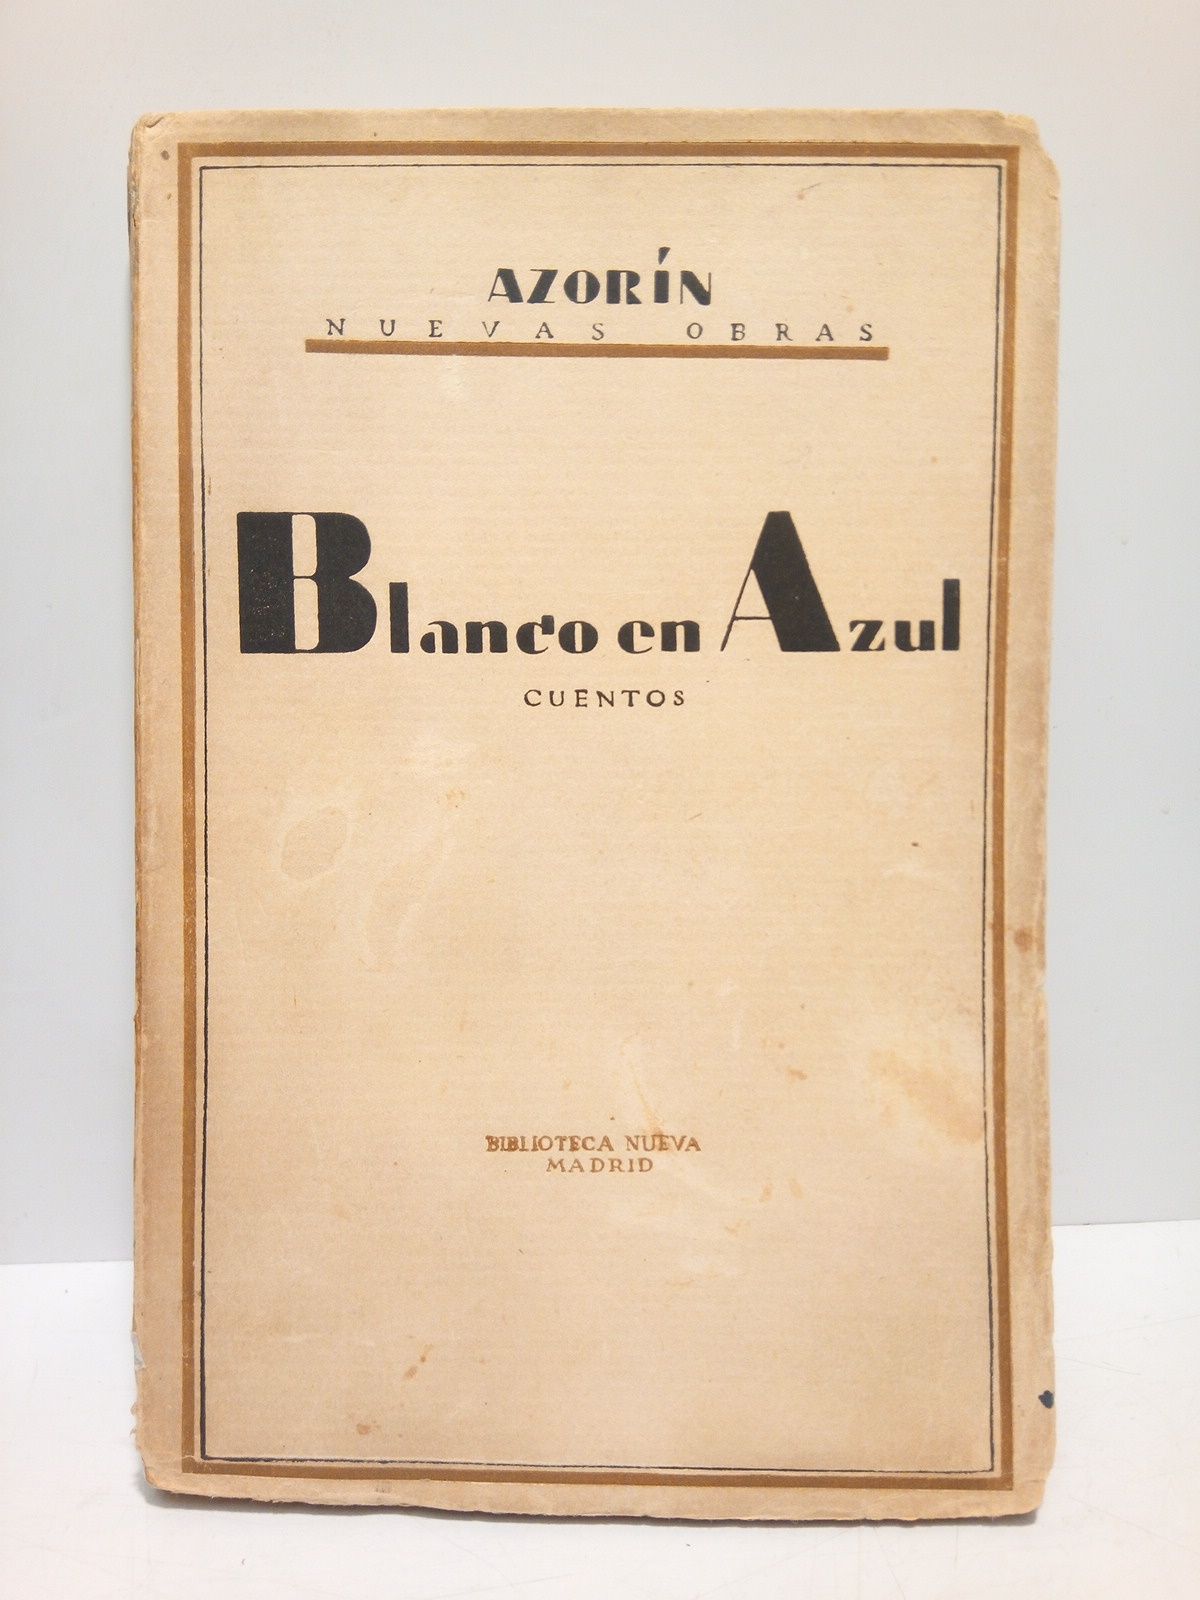 AZORÍN
NUEVAS OBRAS
Blanco en Azul
CUENTOS
BIBLIOTECA NUEVA
MADRID